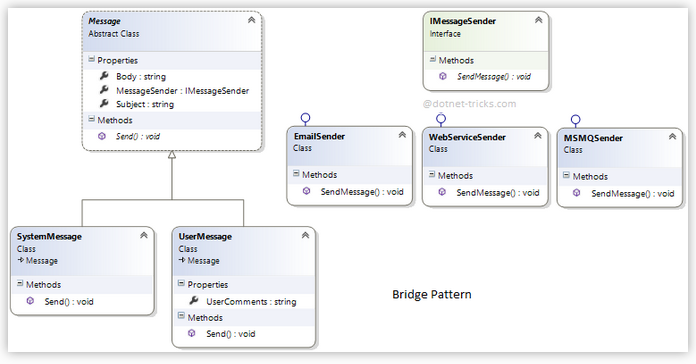 Message
Abstract Class
Properties
Body : string
MessageSender : IMessageSender
Subject : string
Methods
Send() : void
IMessageSender
Interface
Methods
SendMessage() : void
@dotnet-tricks.com
EmailSender
Class
Methods
SendMessage() : void
WebServiceSender
Class
Methods
SendMessage() : void
MSMQSender
Class
Methods
SendMessage() : void
SystemMessage
Class
Message
Methods
Send() : void
UserMessage
Class
Message
Properties
UserComments : string
Methods
Send() : void
Bridge Pattern